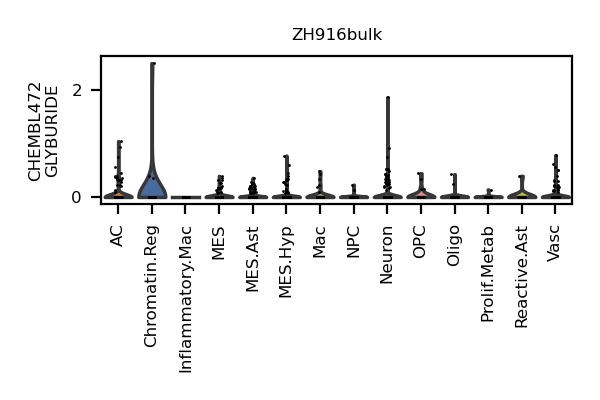 ZH916bulk
CHEMBL472
GLYBURIDE
2
0
AC
Chromatin.Reg
Inflammatory.Mac
MES
MES.Ast
MES.Hyp
Mac
NPC
Neuron
OPC
Oligo
Prolif.Metab
Reactive.Ast
Vasc